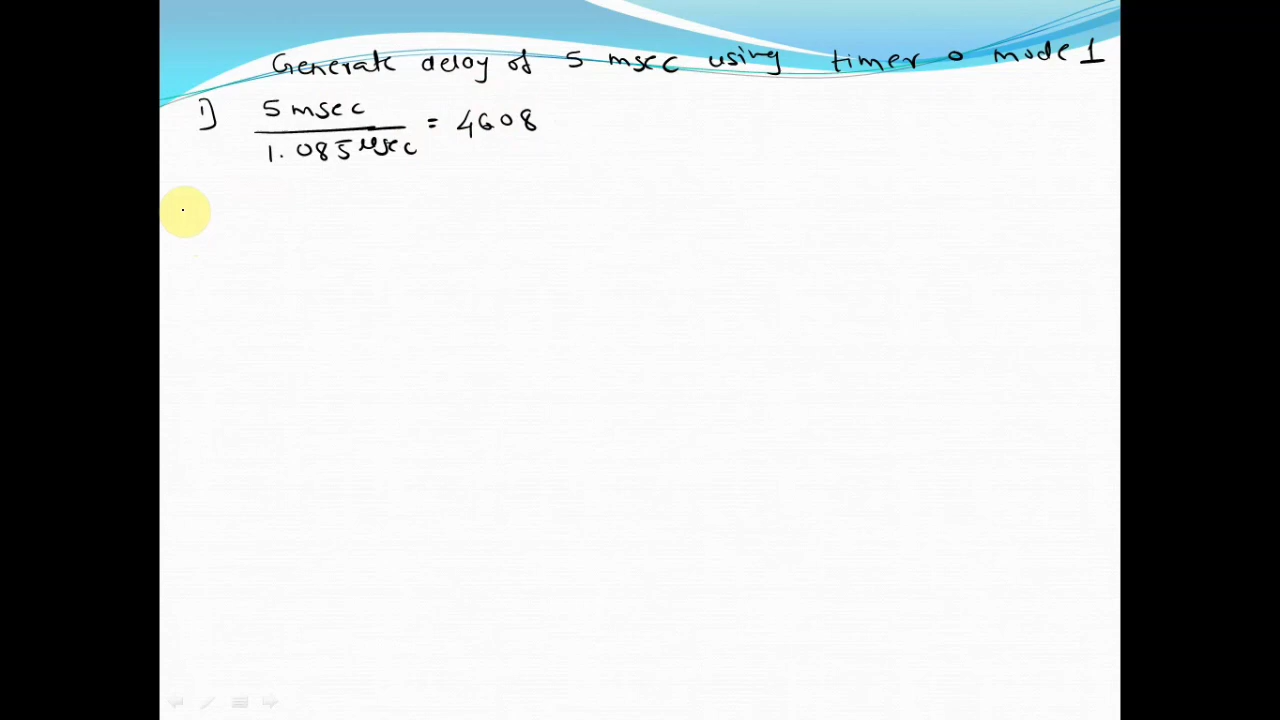 Generate delay of 5 msec using timer 0 mode 1
1) 5 msec / 1.085 μsec = 4608